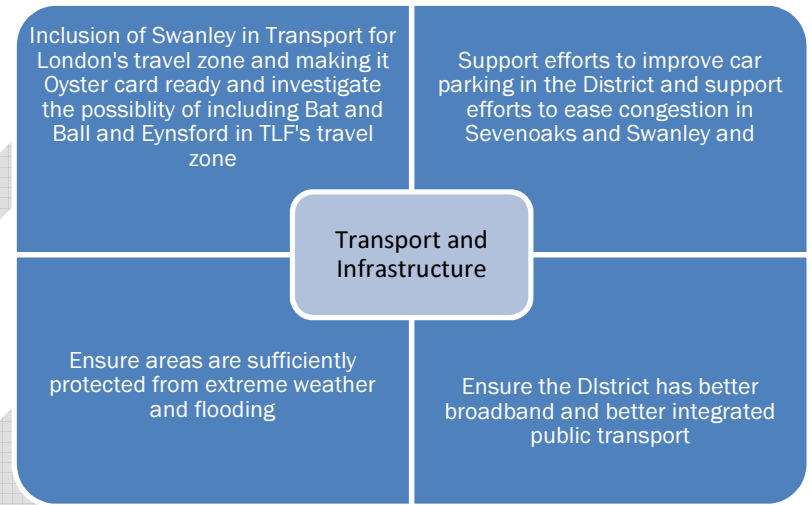 Inclusion of Swanley in Transport for
London's travel zone and making it
Oyster card ready and investigate
the possiblity of including Bat and
Ball and Eynsford in TLF's travel
zone
Support efforts to improve car
parking in the District and support
efforts to ease congestion in
Sevenoaks and Swanley and
Transport and
Infrastructure
Ensure areas are sufficiently
protected from extreme weather
and flooding
Ensure the DIstrict has better
broadband and better integrated
public transport